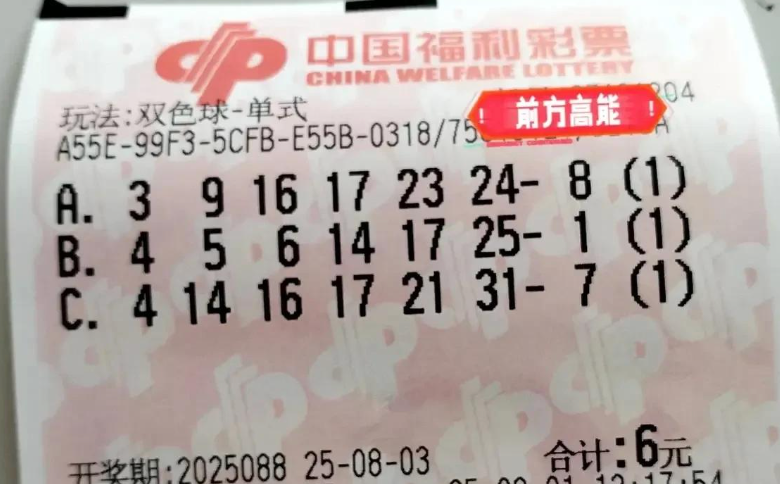 中国福利彩票
CHINA WELFARE LOTTERY
玩法:双色球-单式
前方高能
A55E-99F3-5CFB-E55B-0318/75
A. 3 9 16 17 23 24- 8 (1)
B. 4 5 6 14 17 25- 1 (1)
C. 4 14 16 17 21 31- 7 (1)
合计:6元
开奖期:2025088 25-08-03